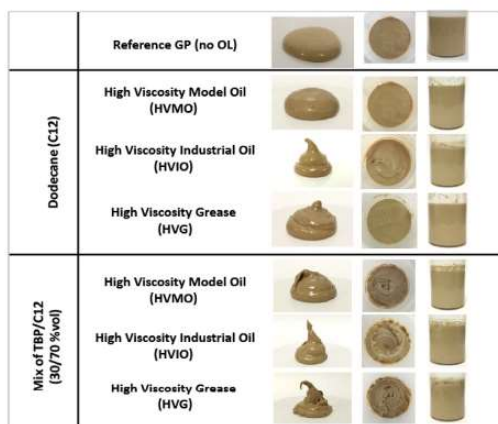 Reference GP (no OL)
Dodecane (C12)
High Viscosity Model Oil
(HVMO)
High Viscosity Industrial Oil
(HVIO)
High Viscosity Grease
(HVG)
Mix of TBP/C12
(30/70 %vol)
High Viscosity Model Oil
(HVMO)
High Viscosity Industrial Oil
(HVIO)
High Viscosity Grease
(HVG)